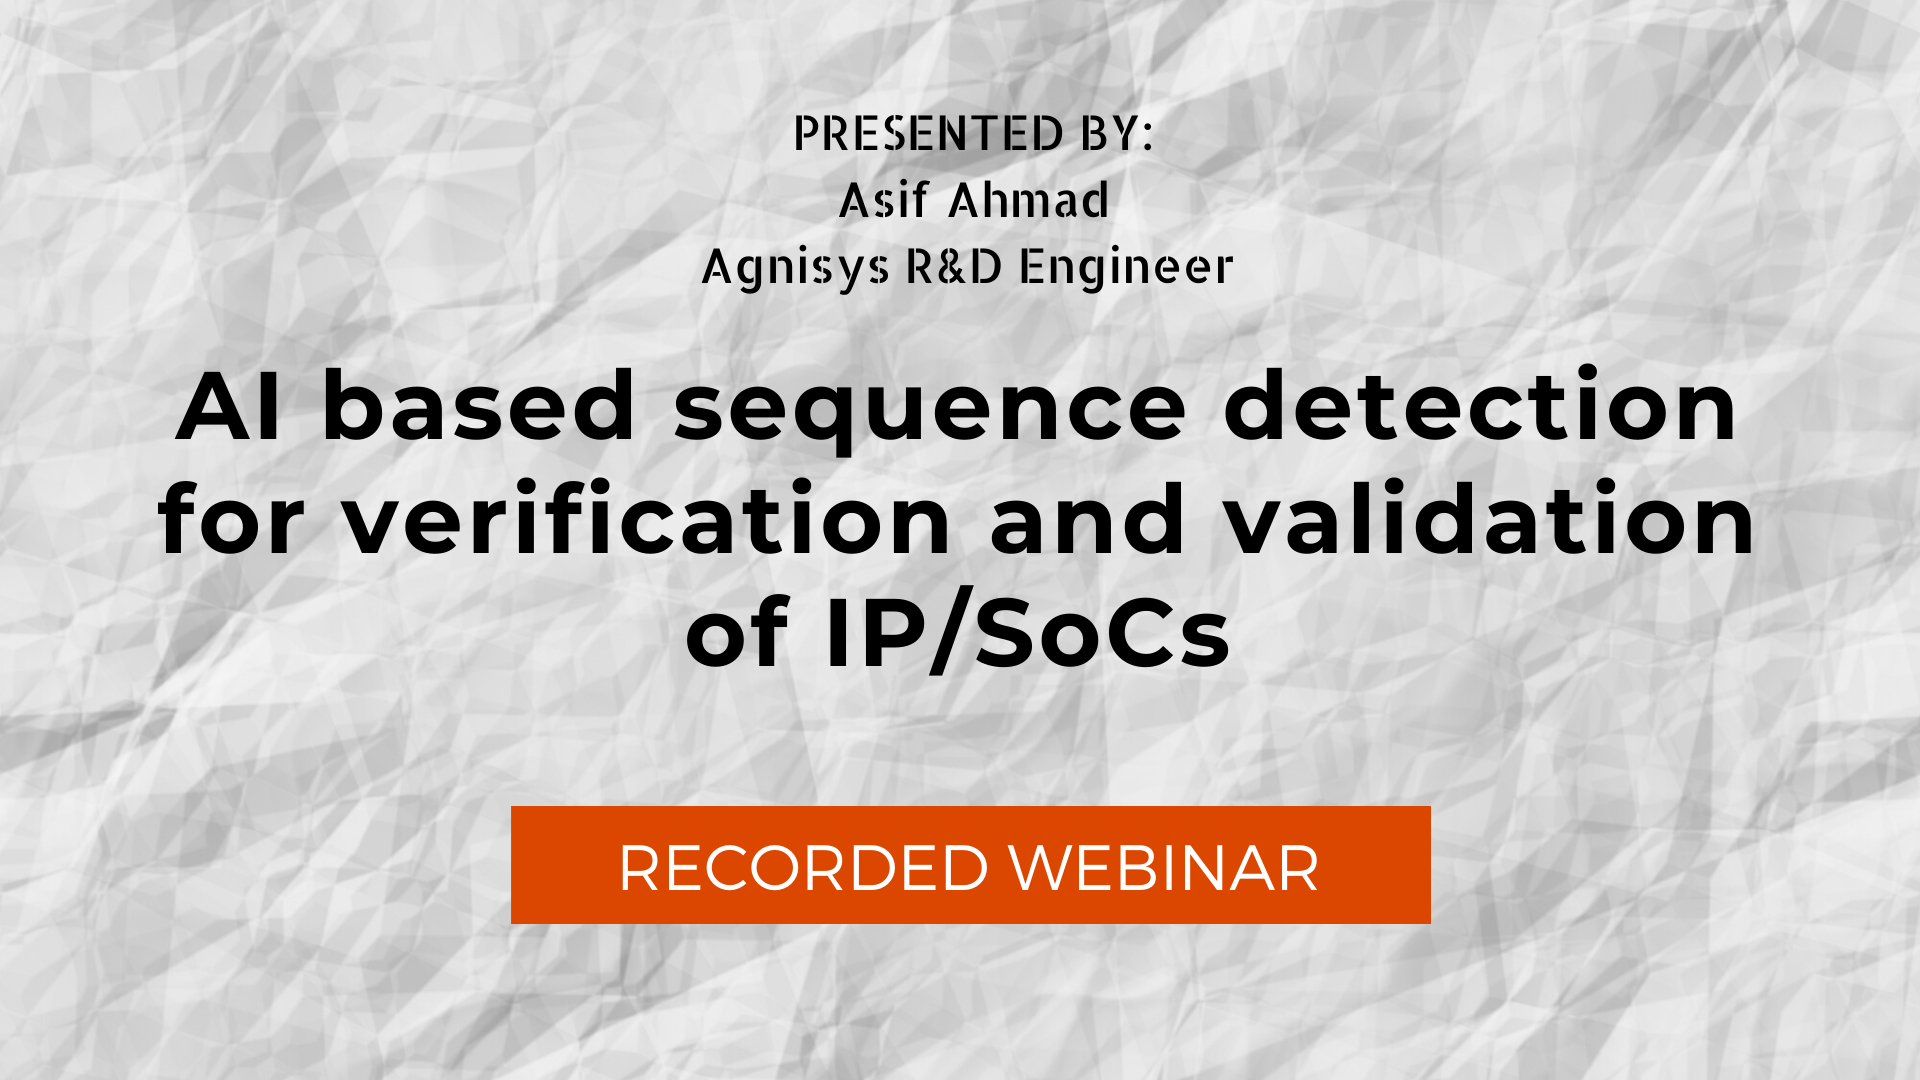 PRESENTED BY:
Asif Ahmad
Agnisys R&D Engineer
AI based sequence detection
for verification and validation
of IP/SoCs
RECORDED WEBINAR